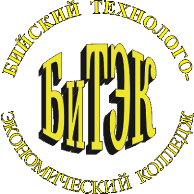 БИЙСКИЙ ТЕХНОЛОГО-
БиТЭК
ЭКОНОМИЧЕСКИЙ КОЛЛЕДЖ